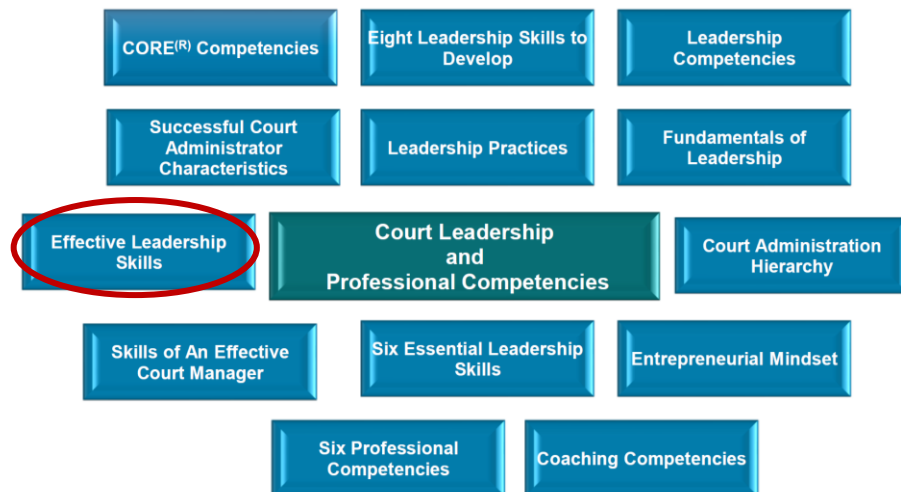 CORE(R) Competencies
Eight Leadership Skills to
Develop
Leadership
Competencies
Successful Court
Administrator
Characteristics
Leadership Practices
Fundamentals of
Leadership
Effective Leadership
Skills
Court Leadership
and
Professional Competencies
Court Administration
Hierarchy
Skills of An Effective
Court Manager
Six Essential Leadership
Skills
Entrepreneurial Mindset
Six Professional
Competencies
Coaching Competencies